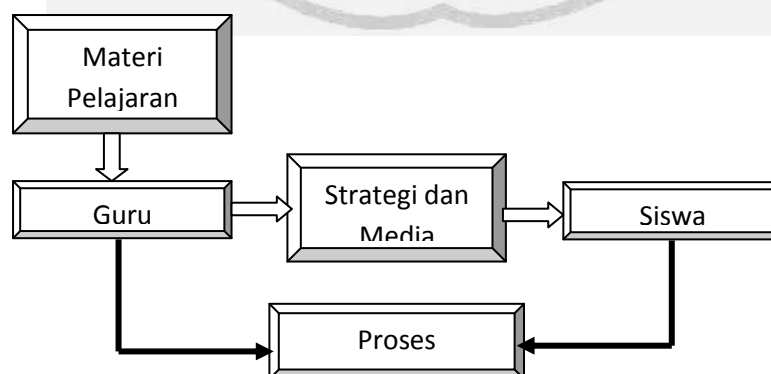 Materi
Pelajaran
Guru
Strategi dan
Media
Siswa
Proses